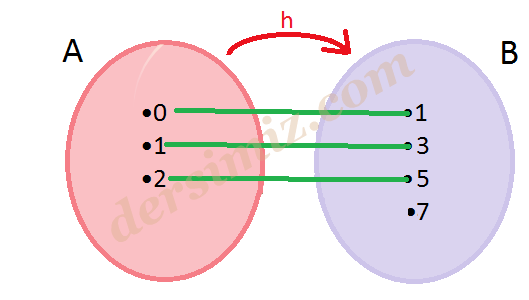 h
A B
•0 •1
•1 •3
•2 •5
•7
dersimiz.com